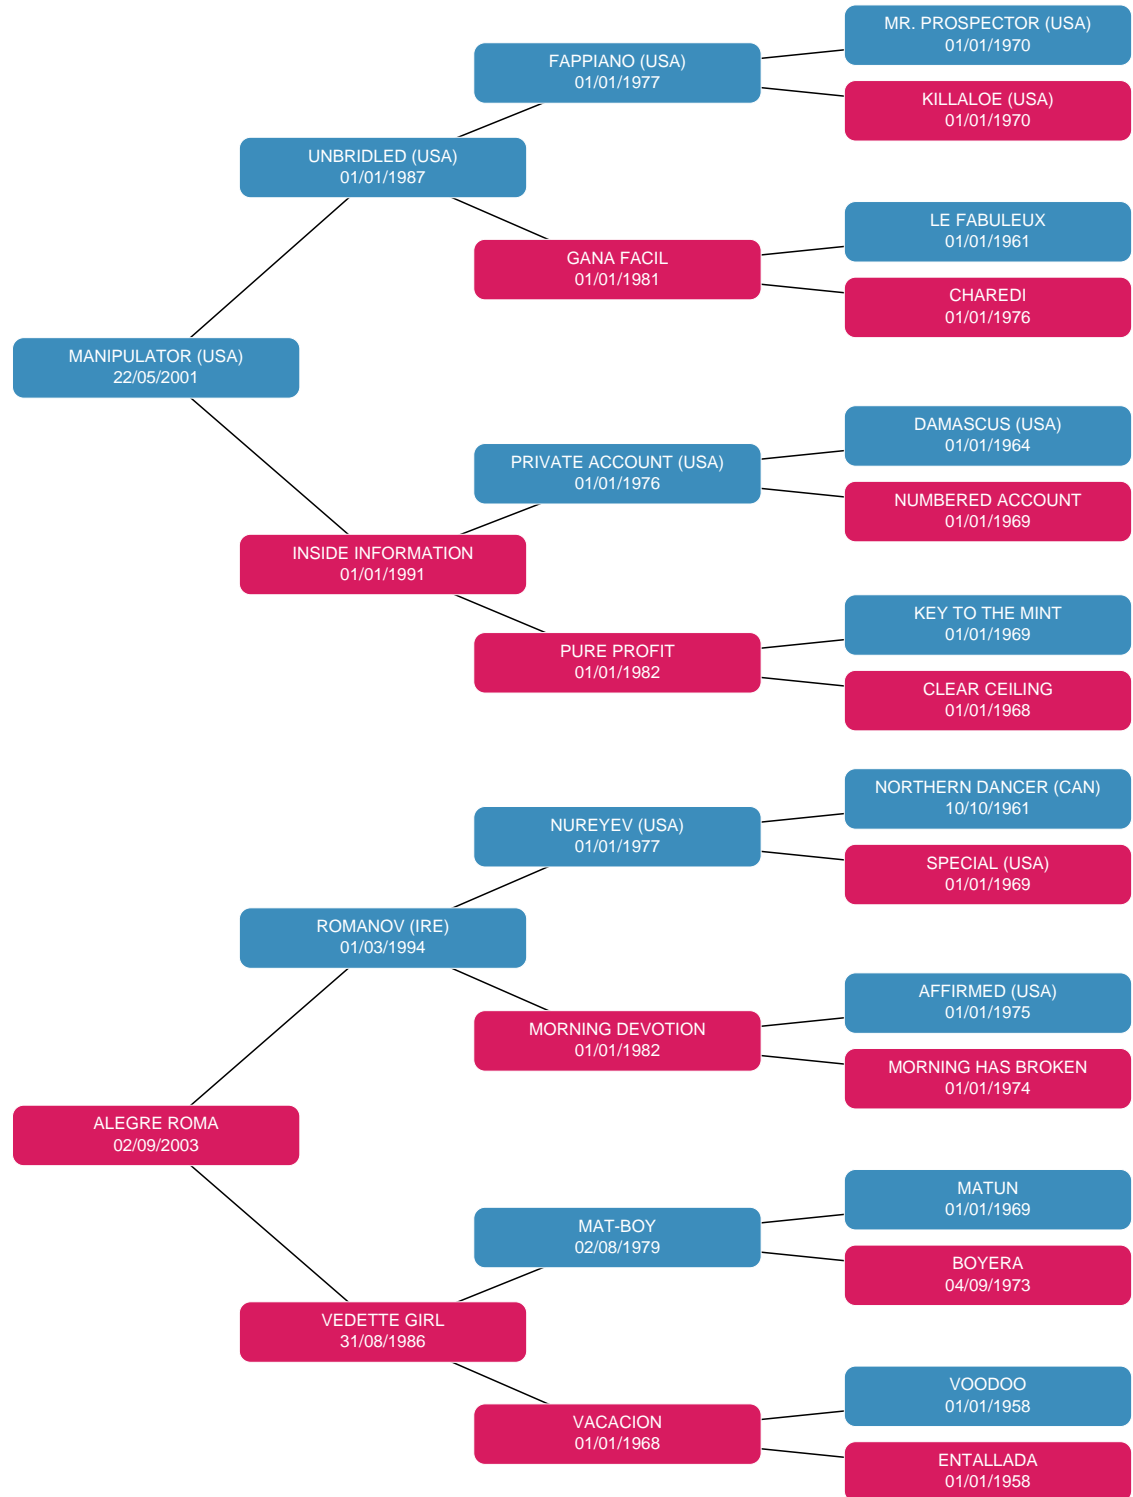 MR. PROSPECTOR (USA)
01/01/1970
FAPPIANO (USA)
01/01/1977
KILLALOE (USA)
01/01/1970
UNBRIDLED (USA)
01/01/1987
LE FABULEUX
01/01/1961
GANA FACIL
01/01/1981
CHAREDI
01/01/1976
MANIPULATOR (USA)
22/05/2001
DAMASCUS (USA)
01/01/1964
PRIVATE ACCOUNT (USA)
01/01/1976
NUMBERED ACCOUNT
01/01/1969
INSIDE INFORMATION
01/01/1991
KEY TO THE MINT
01/01/1969
PURE PROFIT
01/01/1982
CLEAR CEILING
01/01/1968
NORTHERN DANCER (CAN)
10/10/1961
NUREYEV (USA)
01/01/1977
SPECIAL (USA)
01/01/1969
ROMANOV (IRE)
01/03/1994
AFFIRMED (USA)
01/01/1975
MORNING DEVOTION
01/01/1982
MORNING HAS BROKEN
01/01/1974
ALEGRE ROMA
02/09/2003
MATUN
01/01/1969
MAT-BOY
02/08/1979
BOYERA
04/09/1973
VEDETTE GIRL
31/08/1986
VOODOO
01/01/1958
VACACION
01/01/1968
ENTALLADA
01/01/1958